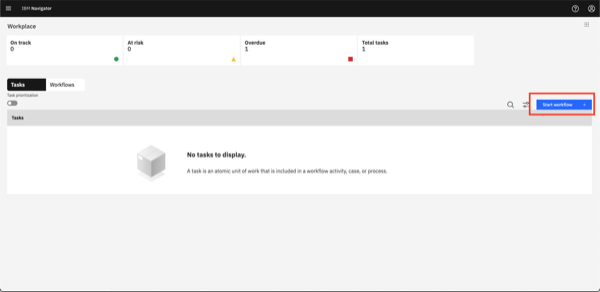 IBM Navigator
Workplace
On track
0
At risk
0
Overdue
1
Total tasks
1
Tasks
Workflows
Task prioritization
Start workflow
Tasks
No tasks to display.
A task is an atomic unit of work that is included in a workflow activity, case, or process.